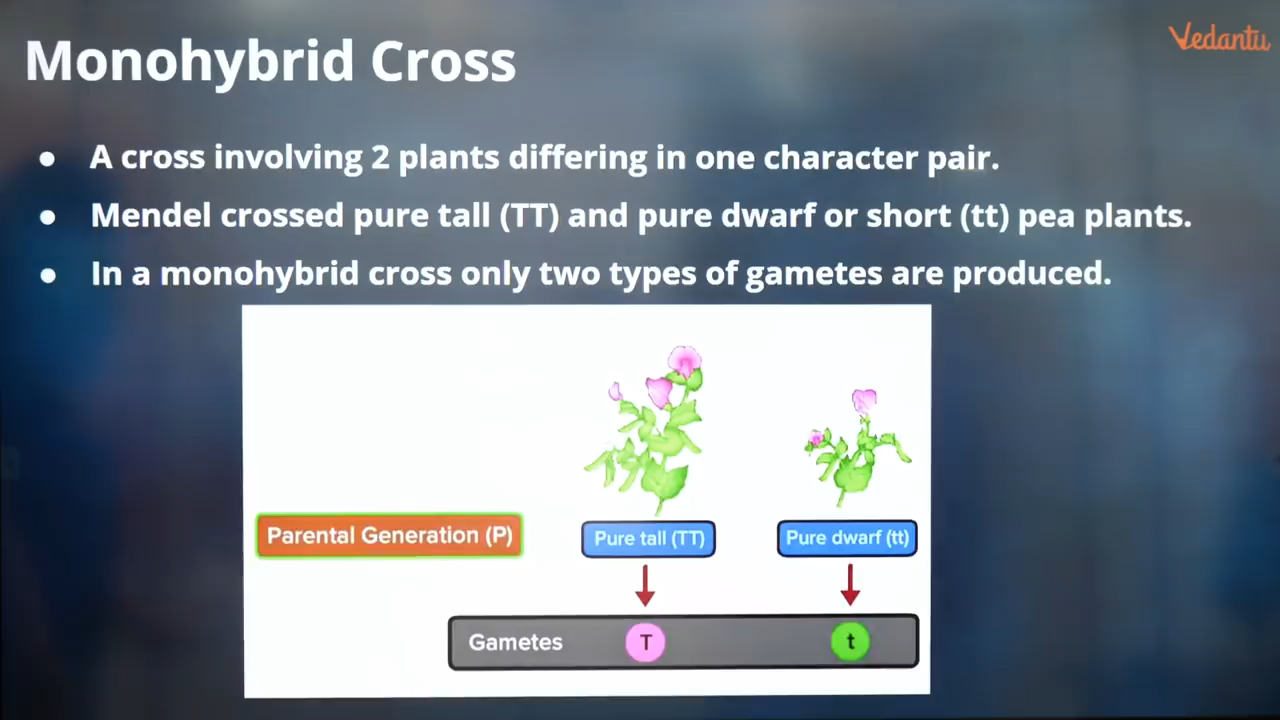 Monohybrid Cross
Vedantu
● A cross involving 2 plants differing in one character pair.
● Mendel crossed pure tall (TT) and pure dwarf or short (tt) pea plants.
● In a monohybrid cross only two types of gametes are produced.
Parental Generation (P)
Pure tall (TT)
Pure dwarf (tt)
Gametes
T
t